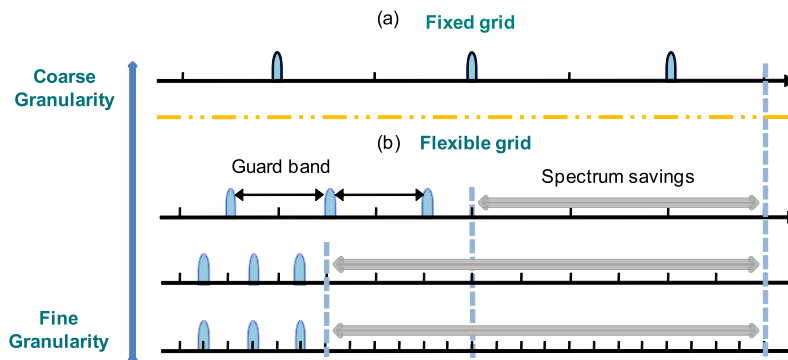 (a) Fixed grid
Coarse
Granularity
(b) Flexible grid
Guard band
Spectrum savings
Fine
Granularity